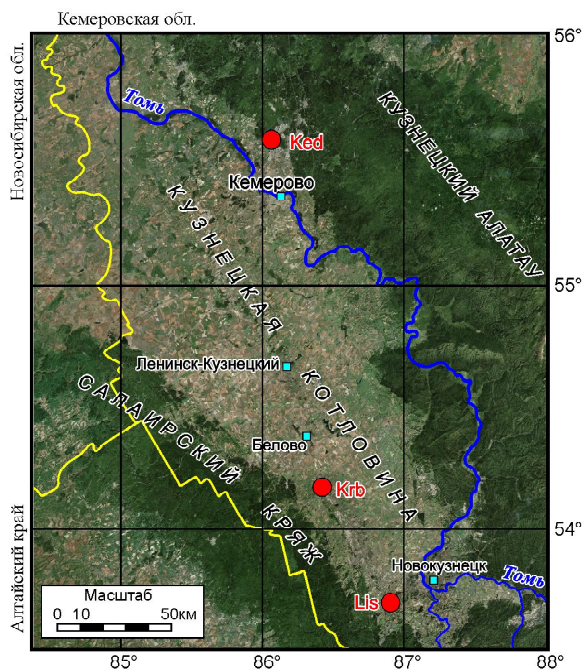 Кемеровская обл.
Новосибирская обл.
Алтайский край
56°
Томь
КУЗНЕЦКИЙ АЛАТАУ
Ked
Кемерово
КУЗНЕЦКАЯ КОТЛОВИНА
55°
Ленинск-Кузнецкий
САЛАИРСКИЙ КРЯЖ
Белово
Krb
54°
Новокузнецк
Томь
Lis
Масштаб
0 10 50км
85° 86° 87° 88°